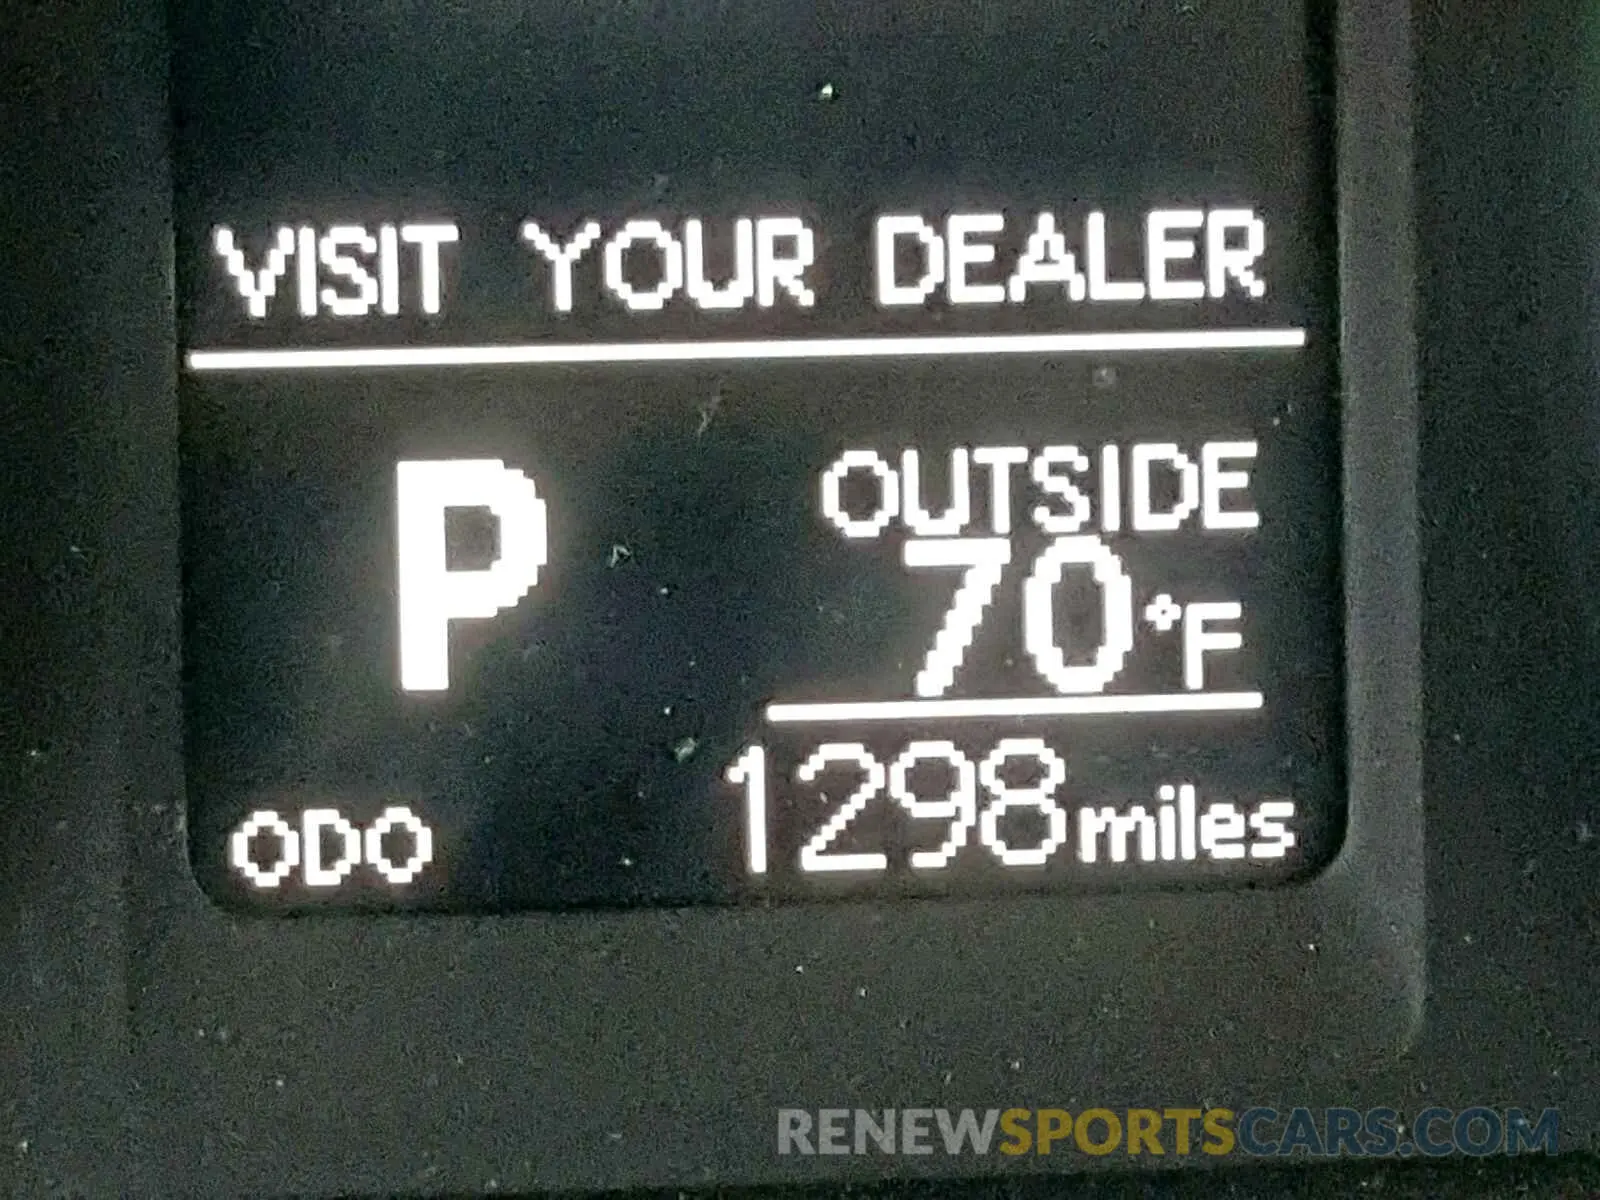 VISIT YOUR DEALER
P
OUTSIDE
70°F
ODO 1298 miles
RENEWSPORTSCARS.COM